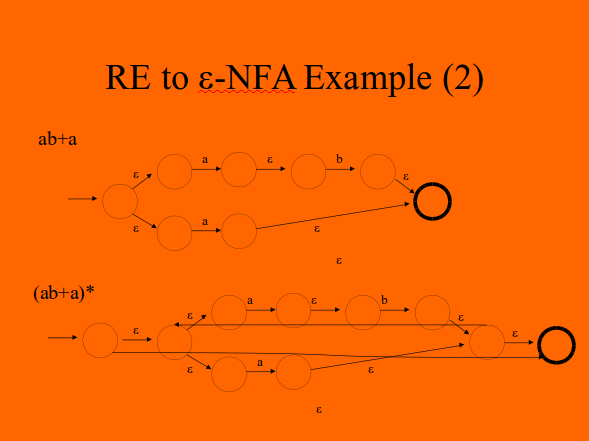 RE to ε-NFA Example (2)
ab+a
a ε b
ε ε
ε a ε
ε
(ab+a)*
a ε b
ε ε ε ε
ε a ε
ε